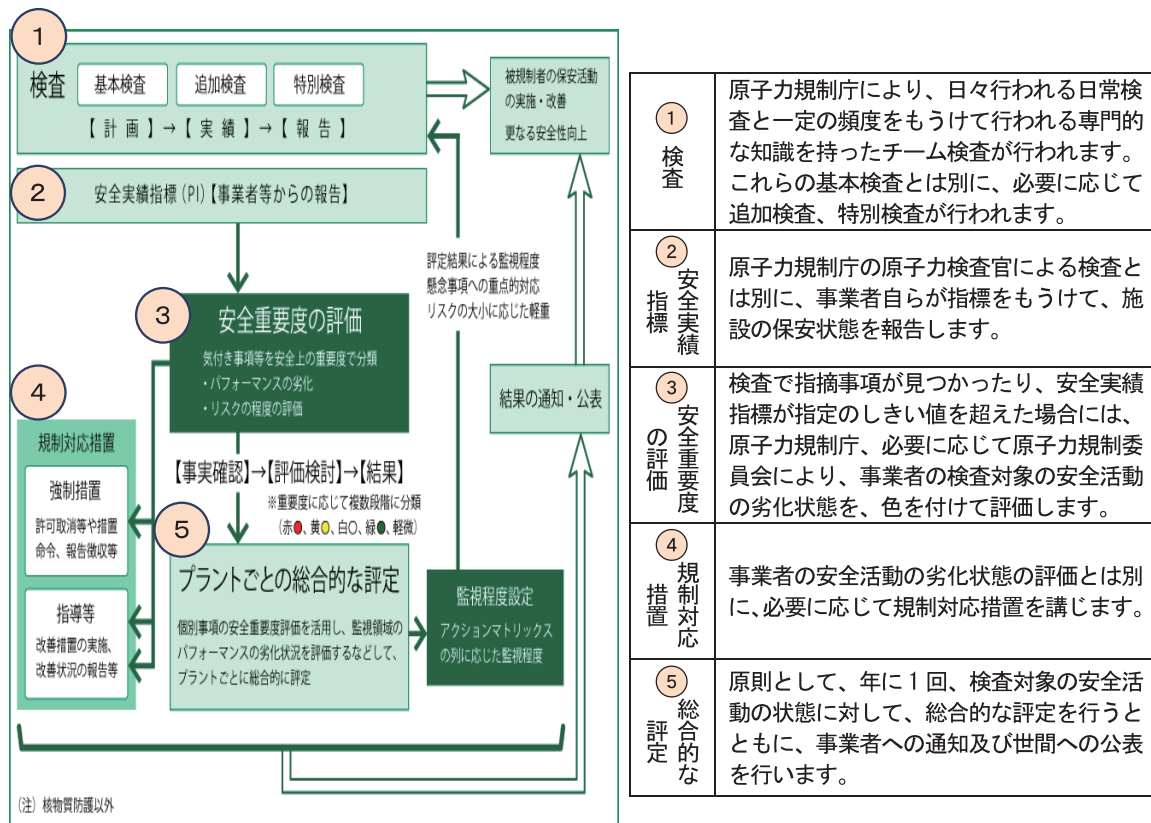 ①
検査
基本検査
追加検査
特別検査
【 計 画 】→【 実 績 】→【 報 告 】
被規制者の保安活動
の実施・改善
更なる安全性向上
②
安全実績指標(PI)【事業者等からの報告】
評定結果による監視程度
懸念事項への重点的対応
リスクの大小に応じた軽重
③
安全重要度の評価
気付き事項等を安全上の重要度で分類
・パフォーマンスの劣化
・リスクの程度の評価
結果の通知・公表
④
規制対応措置
強制措置
許可取消等や措置
命令、報告徴収等
指導等
改善措置の実施、
改善状況の報告等
【事実確認】→【評価検討】→【結果】
※重要度に応じて複数段階に分類
(赤●、黄●、白○、緑●、軽微)
⑤
プラントごとの総合的な評定
個別事項の安全重要度評価を活用し、監視領域の
パフォーマンスの劣化状況を評価するなどして、
プラントごとに総合的に評定
監視程度設定
アクションマトリックス
の列に応じた監視程度
(注)核物質防護以外
①
検査
原子力規制庁により、日々行われる日常検
査と一定の頻度をもうけて行われる専門的
な知識を持ったチーム検査が行われます。
これらの基本検査とは別に、必要に応じて
追加検査、特別検査が行われます。
②
安全実績
指標
原子力規制庁の原子力検査官による検査と
は別に、事業者自らが指標をもうけて、施
設の保安状態を報告します。
③
安全重要度
の評価
検査で指摘事項が見つかったり、安全実績
指標が指定のしきい値を超えた場合には、
原子力規制庁、必要に応じて原子力規制委
員会により、事業者の検査対象の安全活動
の劣化状態を、色を付けて評価します。
④
規制対応
措置
事業者の安全活動の劣化状態の評価とは別
に、必要に応じて規制対応措置を講じます。
⑤
総合的な
評定
原則として、年に1回、検査対象の安全活
動の状態に対して、総合的な評定を行うと
ともに、事業者への通知及び世間への公表
を行います。